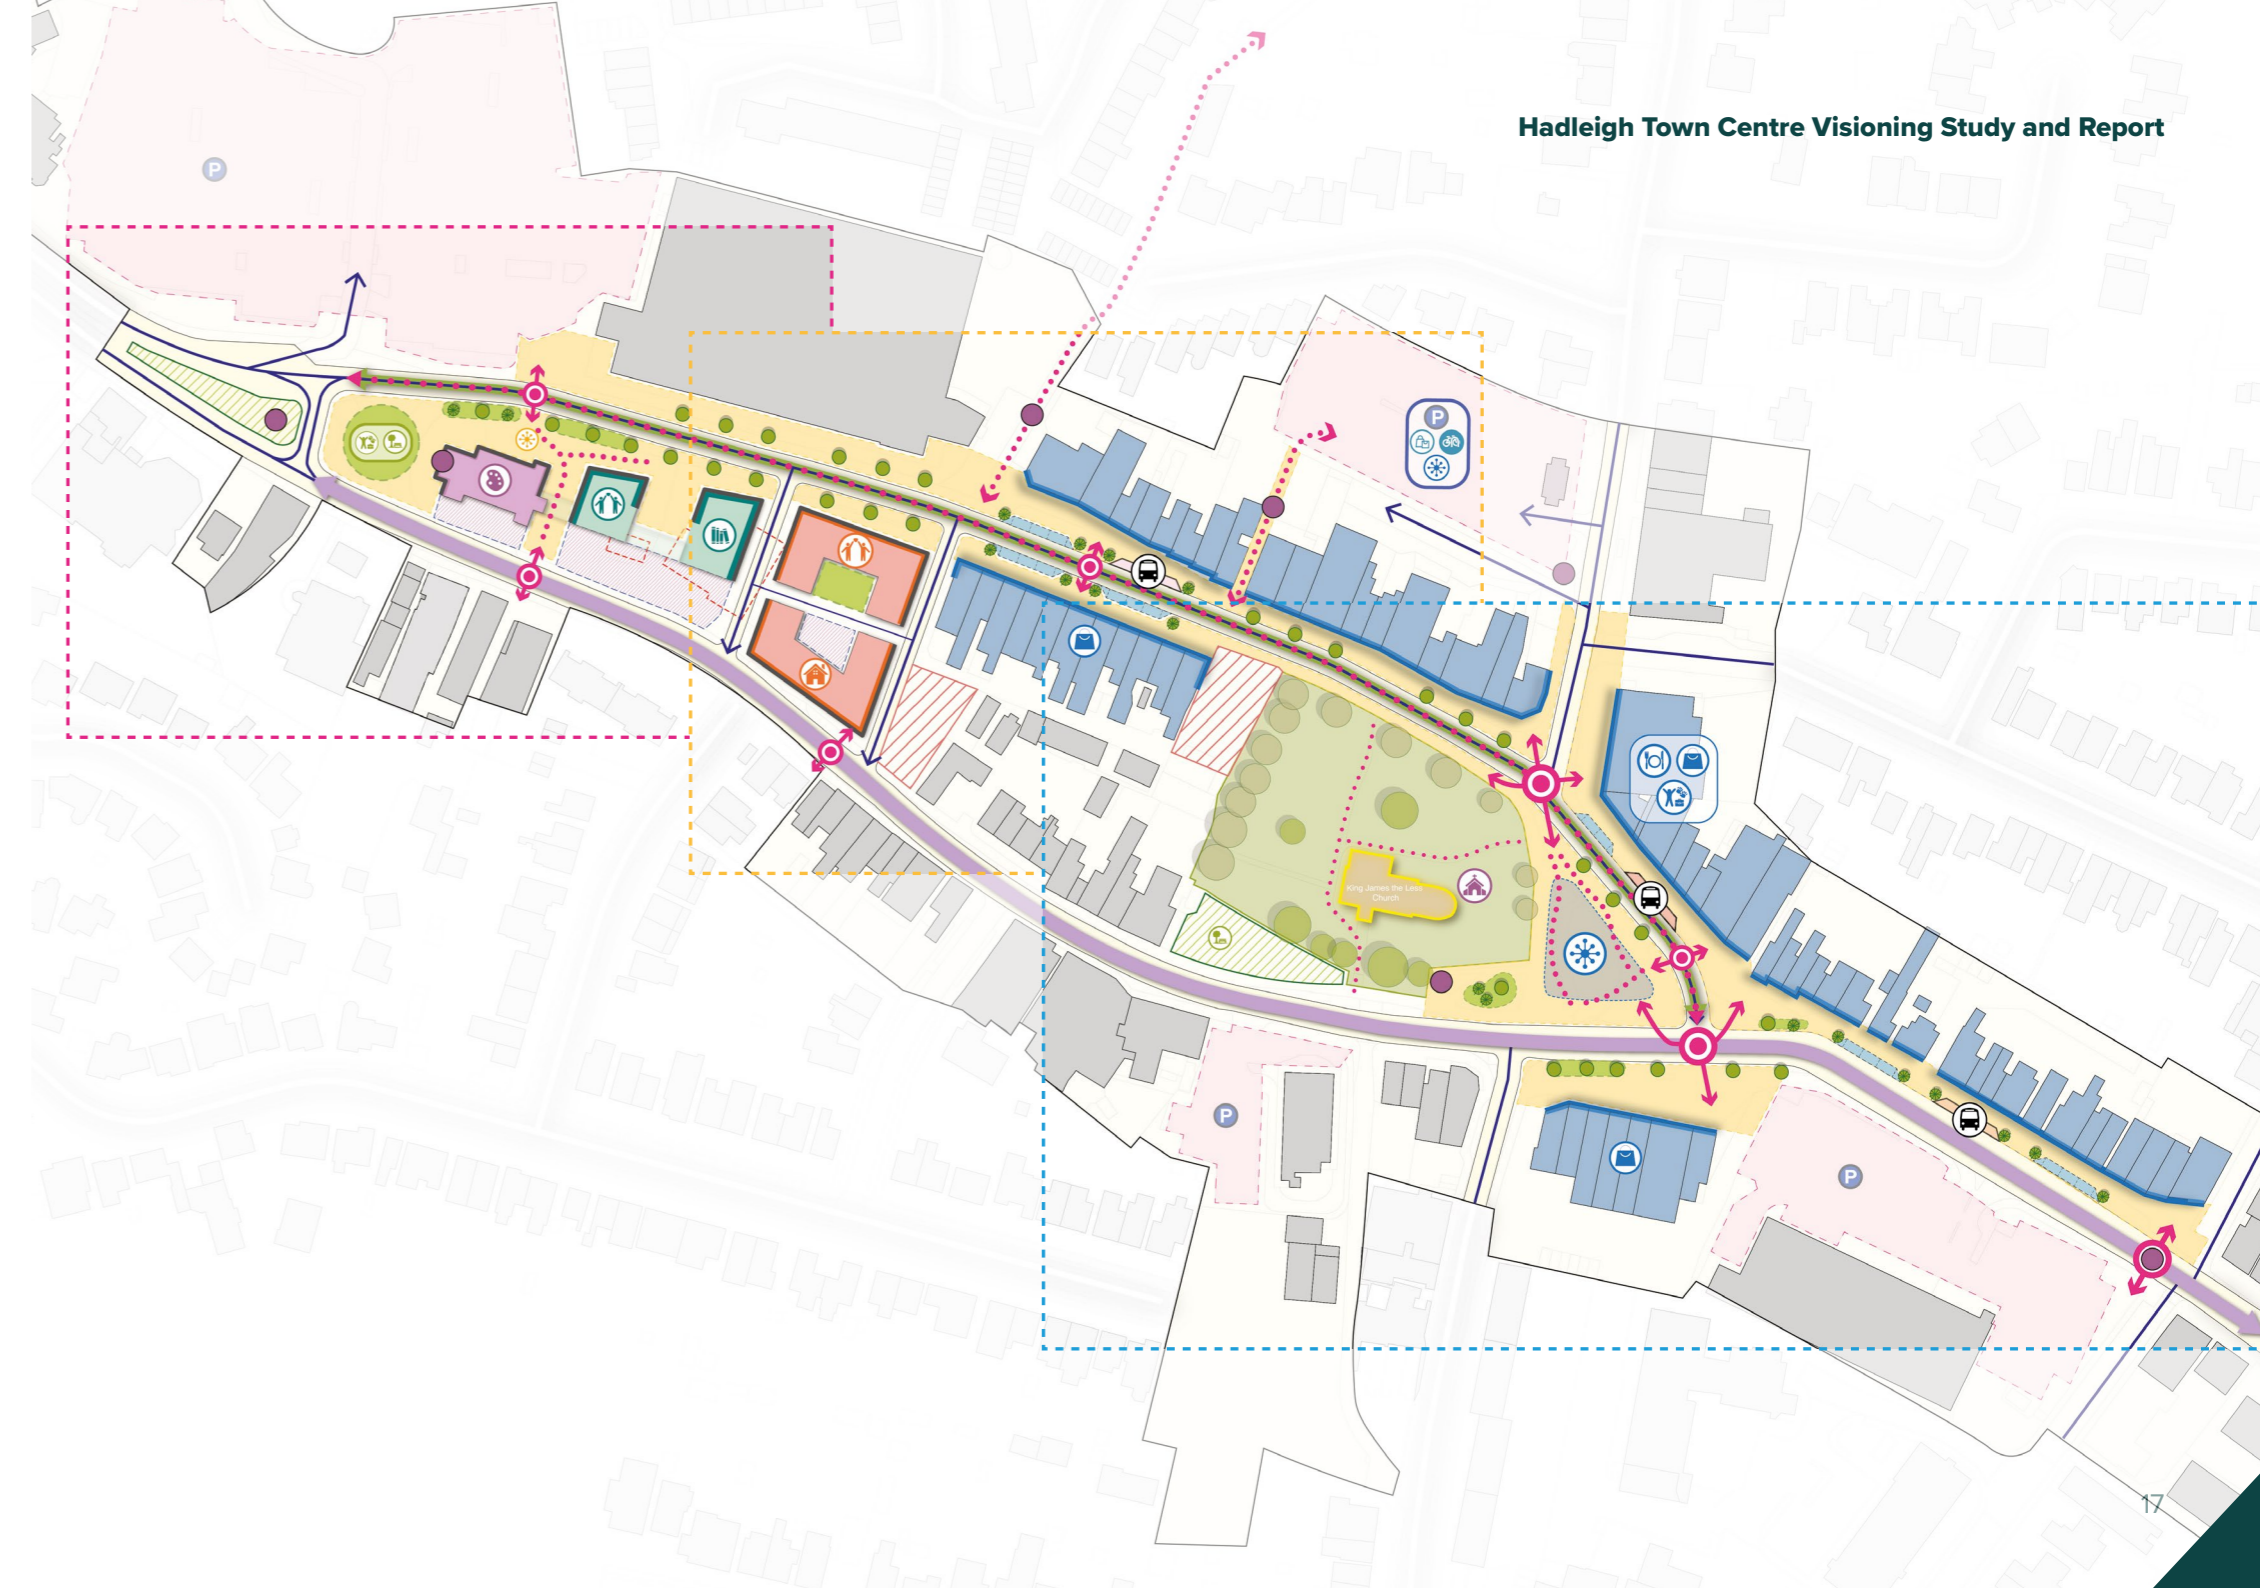 Hadleigh Town Centre Visioning Study and Report
P
P
King James the Less
Church
P
P
17